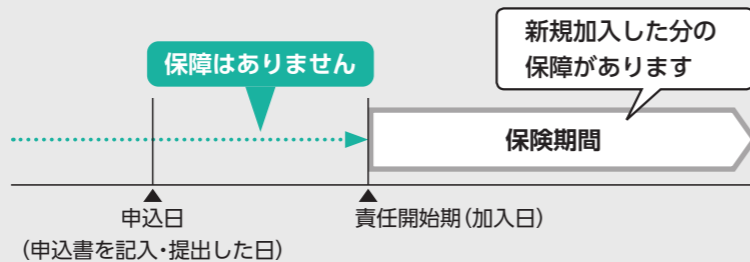 新規加入した分の
保障があります
保障はありません
保険期間
申込日
(申込書を記入・提出した日)
責任開始期(加入日)